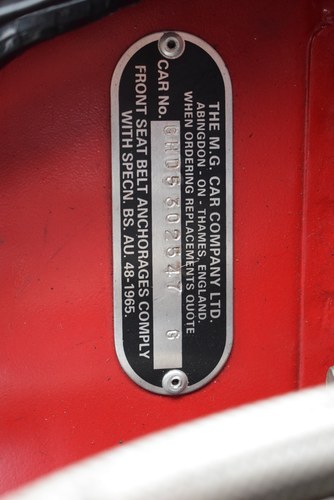 THE M.G. CAR COMPANY LTD.
ABINGDON - ON - THAMES, ENGLAND.
WHEN ORDERING REPLACEMENTS QUOTE
CAR No. GHD5 302547 G
FRONT SEAT BELT ANCHORAGES COMPLY
WITH SPECN. BS. AU. 48-1965.